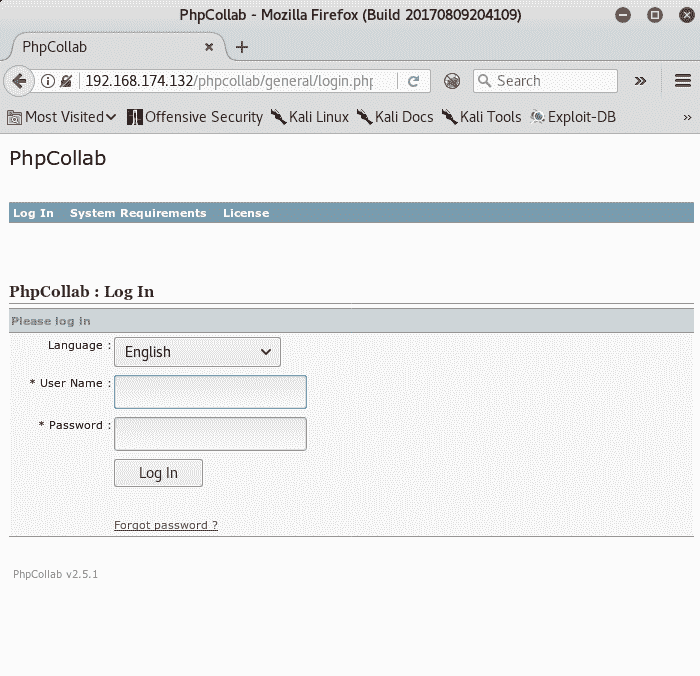 PhpCollab - Mozilla Firefox (Build 20170809204109)
PhpCollab
192.168.174.132/phpcollab/general/login.php
Search
Most Visited Offensive Security Kali Linux Kali Docs Kali Tools Exploit-DB
PhpCollab
Log In System Requirements License
PhpCollab : Log In
Please log in
Language : English
* User Name :
* Password :
Log In
Forgot password ?
PhpCollab v2.5.1